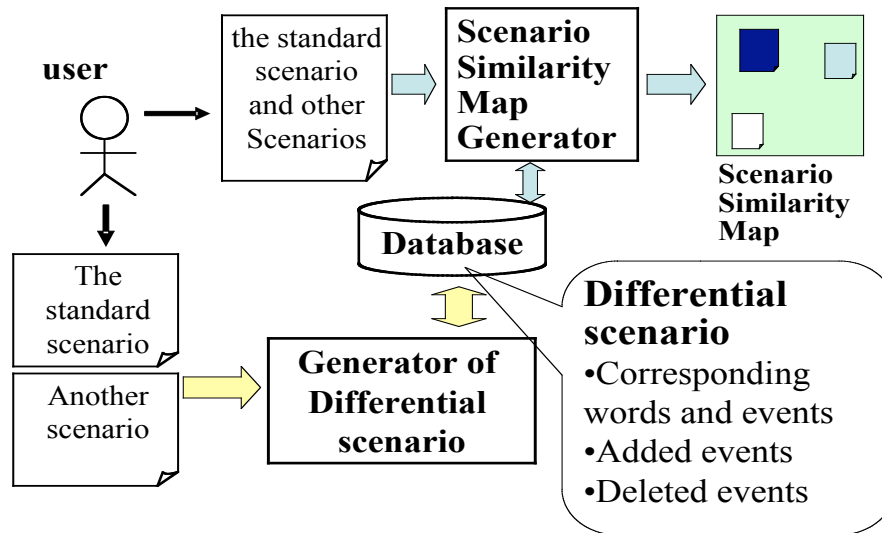 user
the standard
scenario
and other
Scenarios
Scenario
Similarity
Map
Generator
Scenario
Similarity
Map
Database
The
standard
scenario
Another
scenario
Generator of
Differential
scenario
Differential
scenario
•Corresponding
words and events
•Added events
•Deleted events